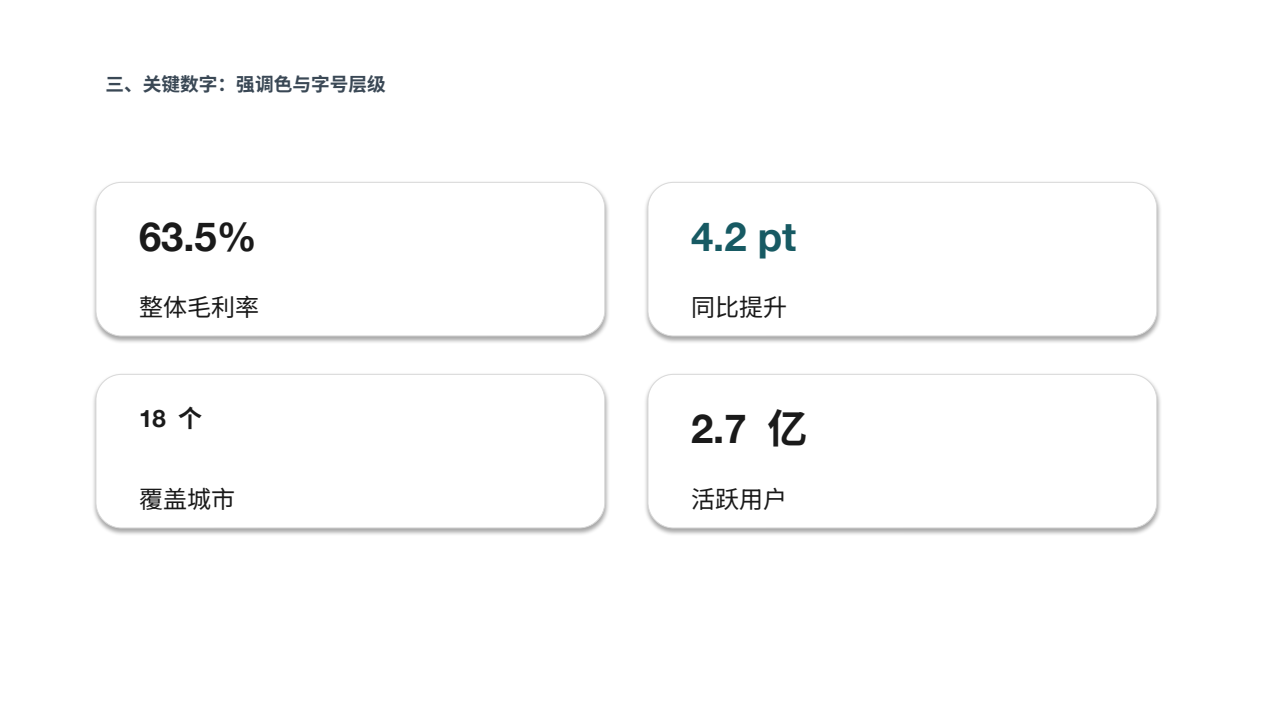 三、关键数字：强调色与字号层级
63.5%
整体毛利率
4.2 pt
同比提升
18 个
覆盖城市
2.7 亿
活跃用户